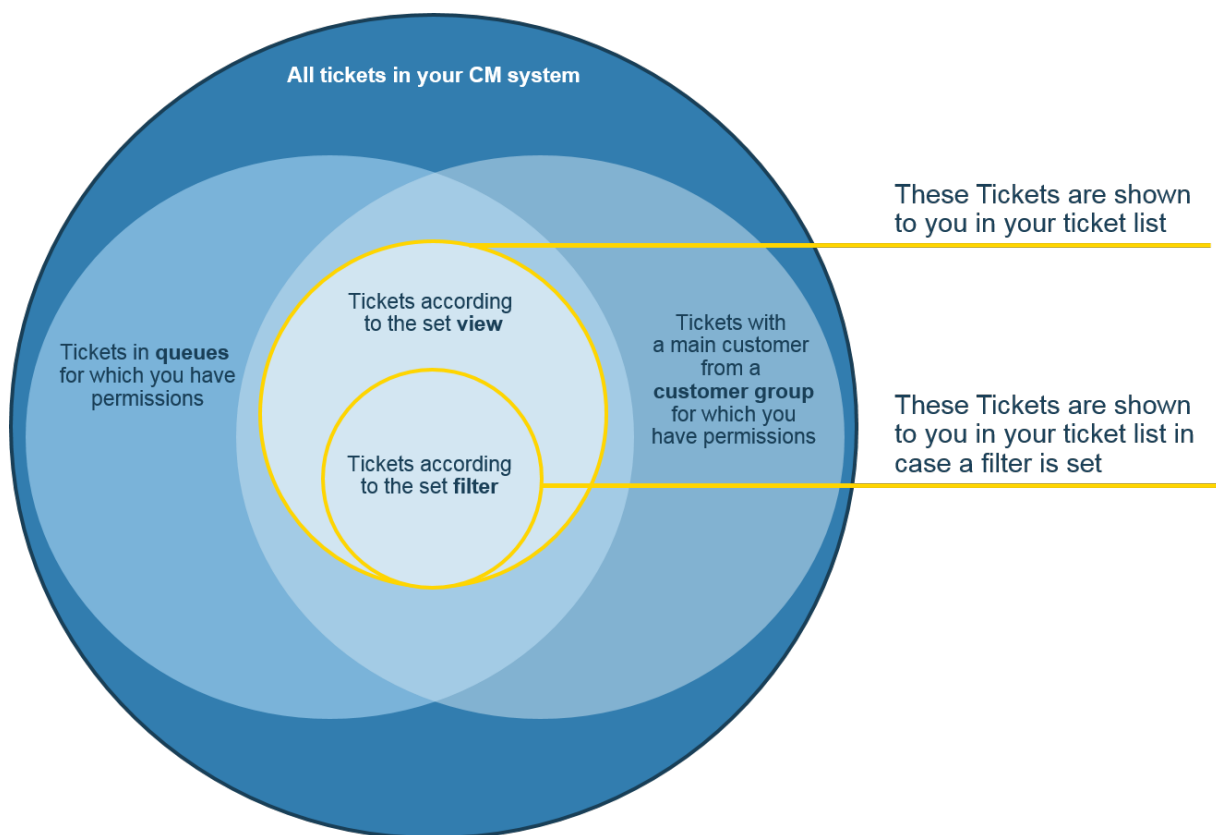 All tickets in your CM system
These Tickets are shown
to you in your ticket list
Tickets according
to the set view
Tickets in queues
for which you have
permissions
Tickets with
a main customer
from a
customer group
for which you
have permissions
These Tickets are shown
to you in your ticket list in
case a filter is set
Tickets according
to the set filter